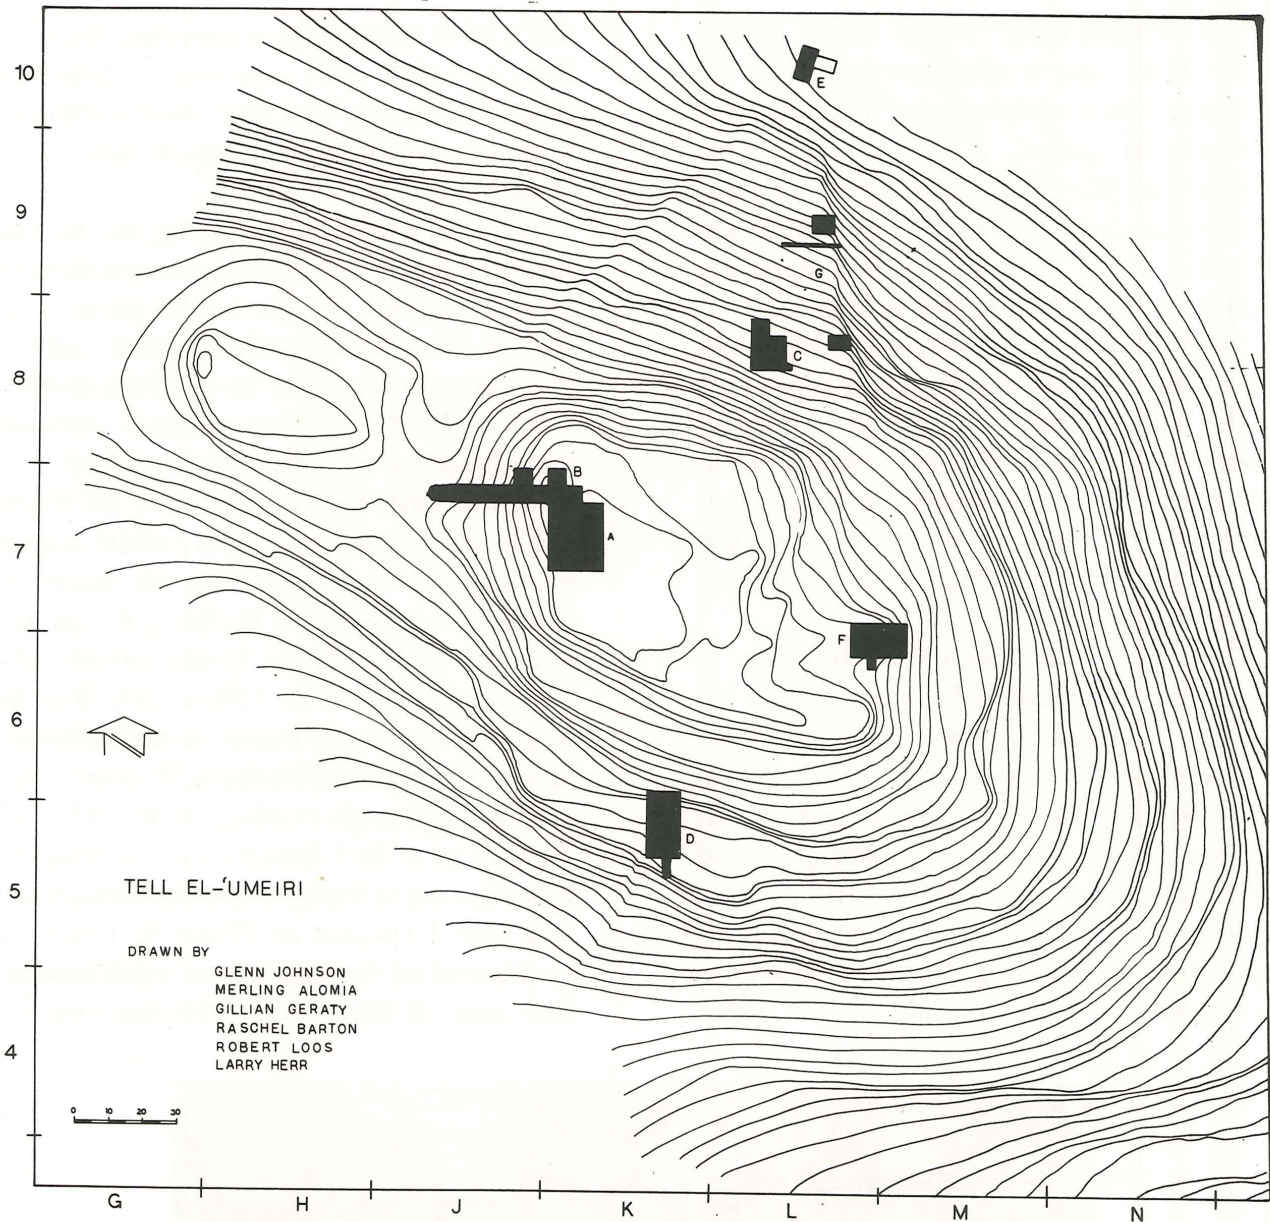 10
E
9
G
C
8
B
A
7
F
6
D
5
TELL EL-'UMEIRI
DRAWN BY
GLENN JOHNSON
MERLING ALOMIA
GILLIAN GERATY
RASCHEL BARTON
ROBERT LOOS
LARRY HERR
4
0 10 20 30
G H J K L M N